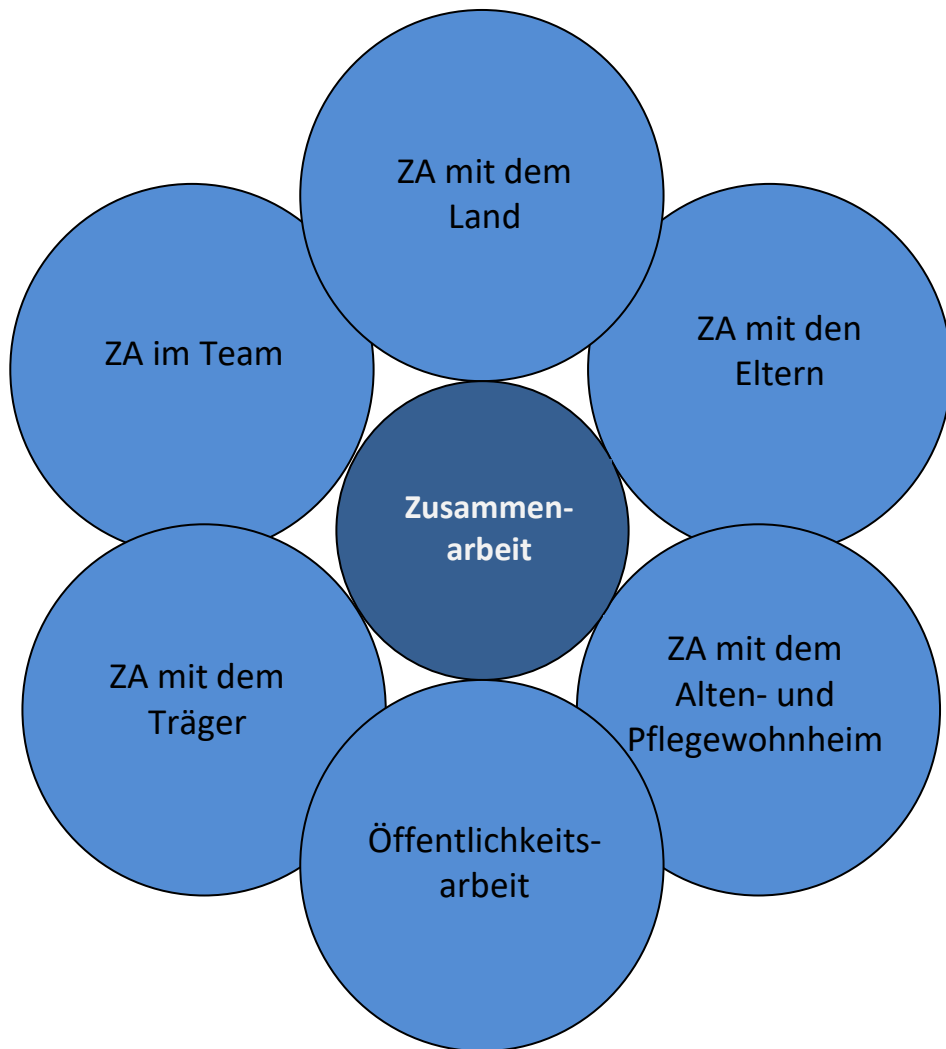 ZA mit dem
Land
ZA im Team
ZA mit den
Eltern
Zusammen-
arbeit
ZA mit dem
Träger
ZA mit dem
Alten- und
Pflegewohnheim
Öffentlichkeits-
arbeit